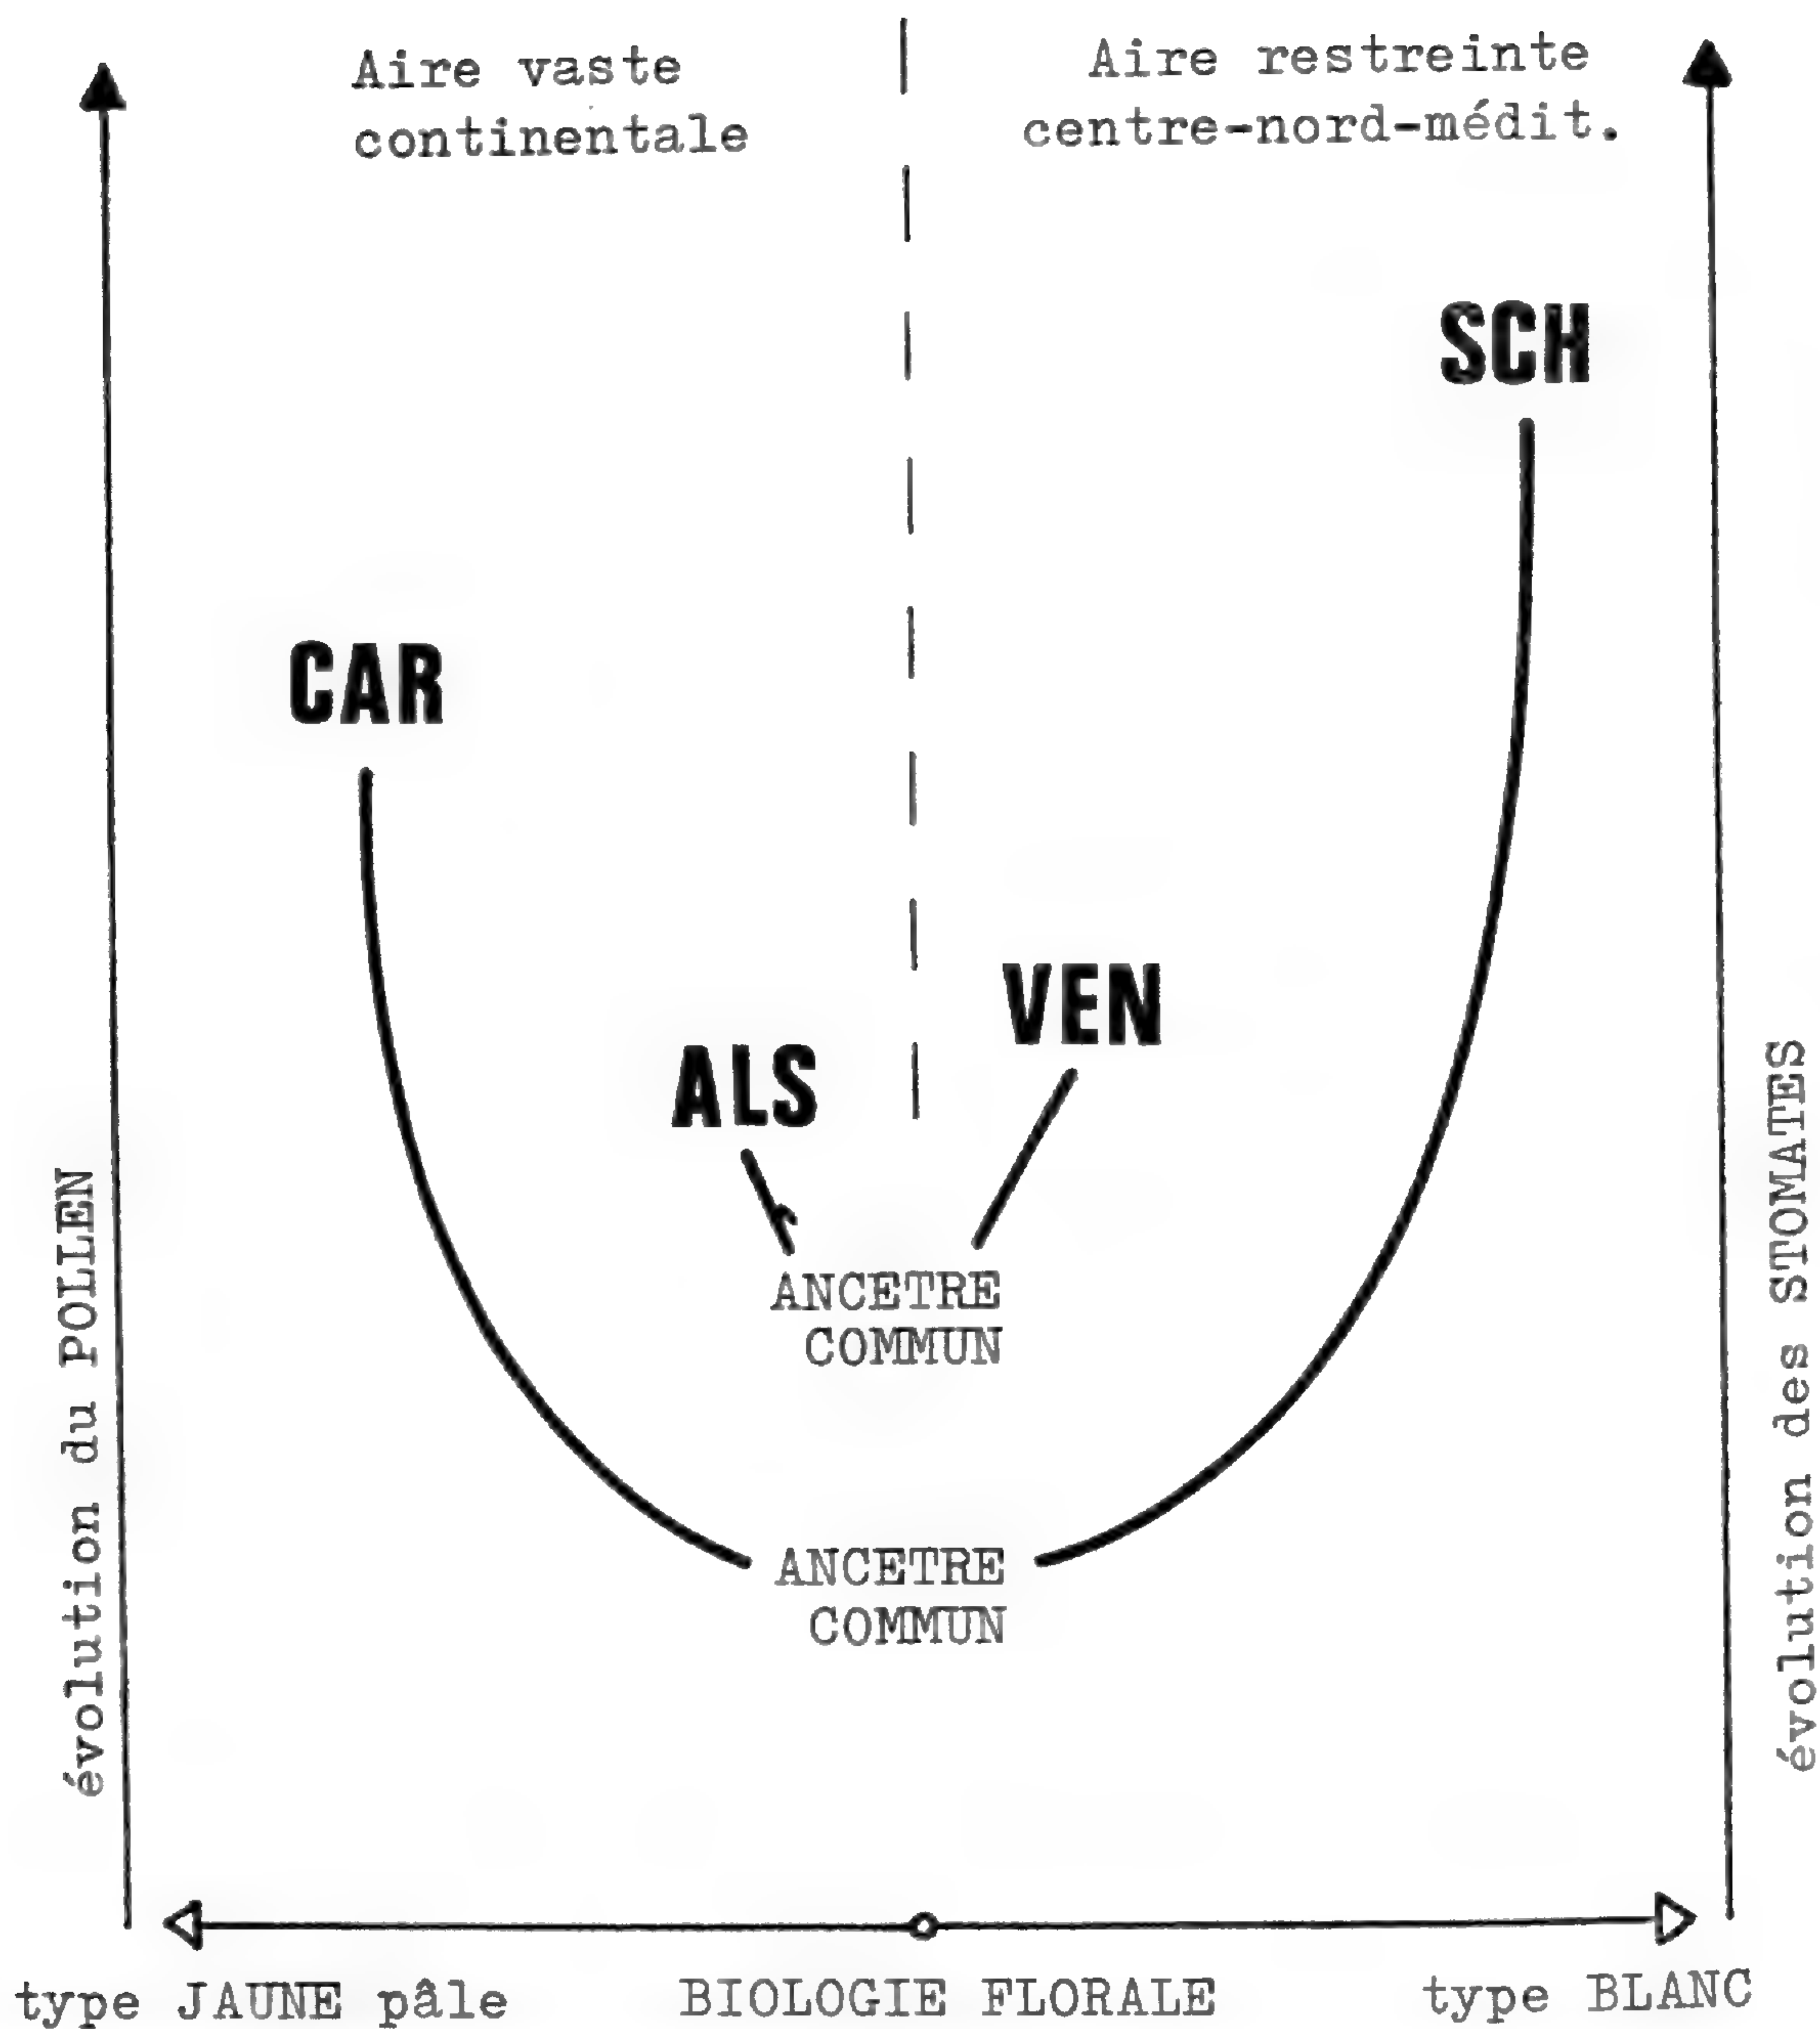 Aire vaste
continentale
Aire restreinte
centre-nord-médit.
SCH
CAR
VEN
ALS
ANCETRE
COMMUN
ANCETRE
COMMUN
évolution du POLLEN
évolution des STOMATES
type JAUNE pâle
BIOLOGIE FLORALE
type BLANC